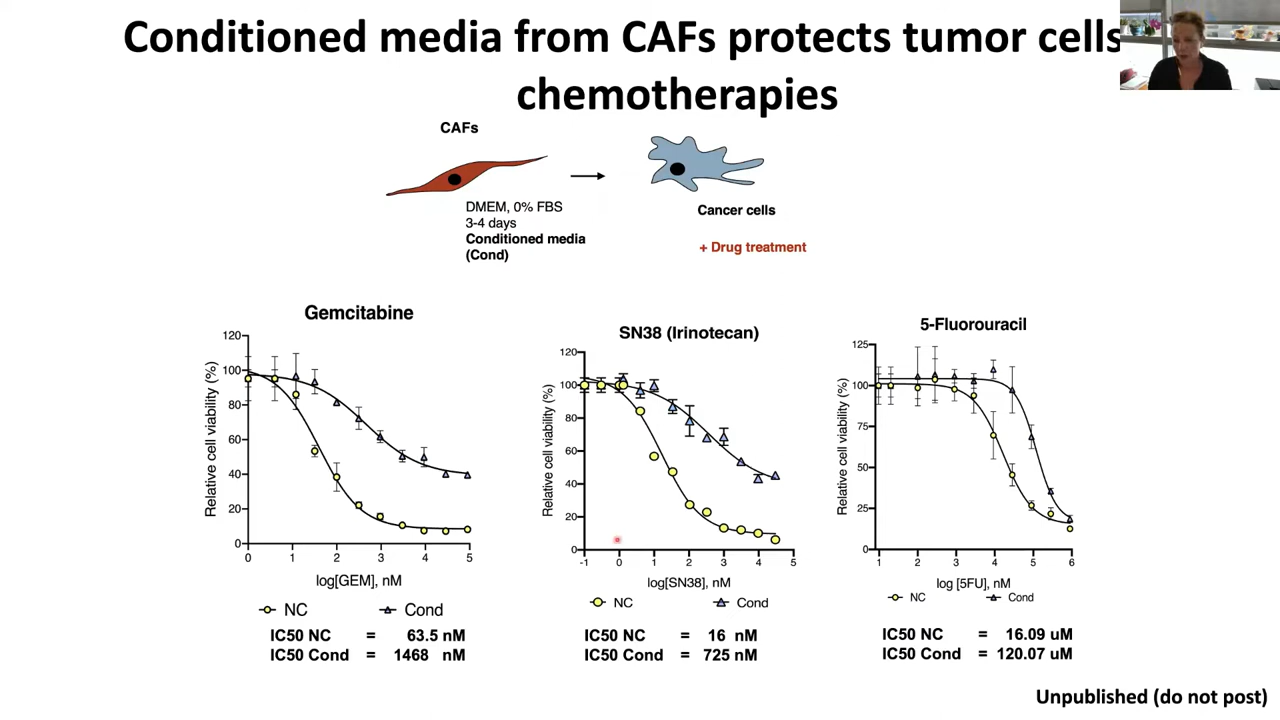 Conditioned media from CAFs protects tumor cells
chemotherapies
CAFs
DMEM, 0% FBS
3-4 days
Conditioned media
(Cond)
Cancer cells
+ Drug treatment
Gemcitabine
Relative cell viability (%)
120
100
80
60
40
20
0
0 1 2 3 4 5
log[GEM], nM
NC Cond
IC50 NC = 63.5 nM
IC50 Cond = 1468 nM
SN38 (Irinotecan)
Relative cell viability (%)
120
100
80
60
40
20
0
-1 0 1 2 3 4 5
log[SN38], nM
NC Cond
IC50 NC = 16 nM
IC50 Cond = 725 nM
5-Fluorouracil
Relative cell viability (%)
125
100
75
50
25
0
1 2 3 4 5 6
log [5FU], nM
NC Cond
IC50 NC = 16.09 uM
IC50 Cond = 120.07 uM
Unpublished (do not post)